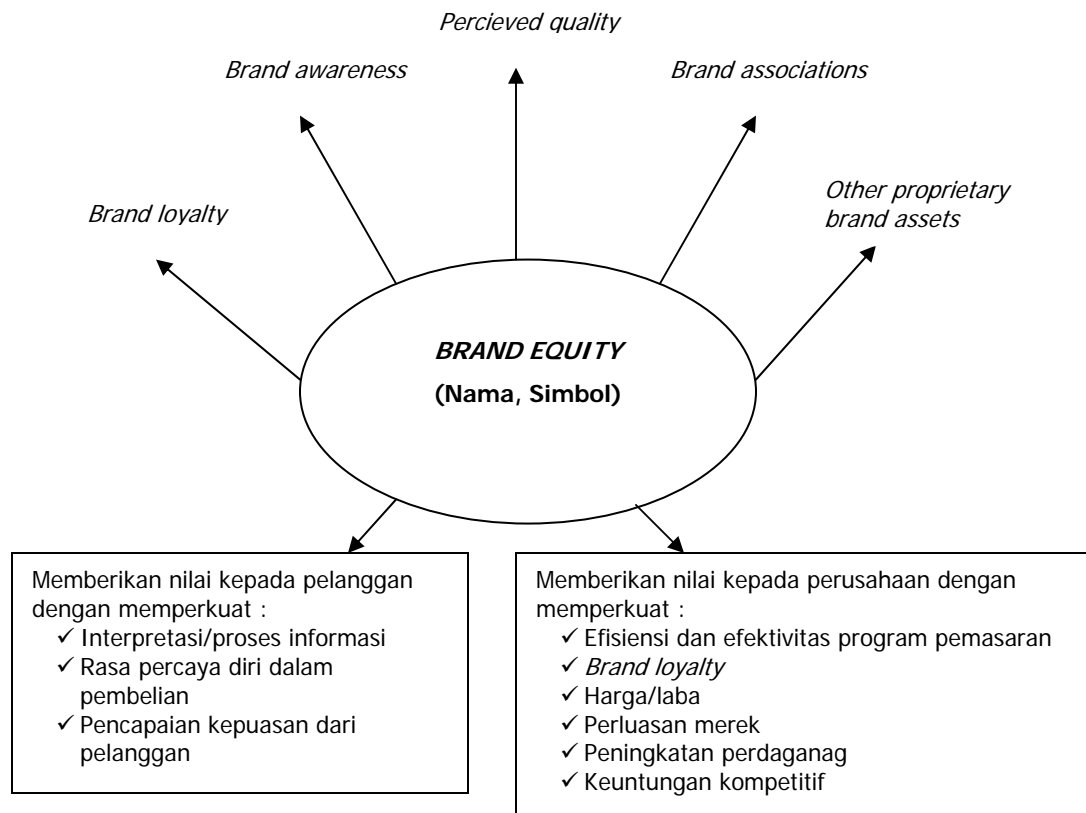 Percieved quality
Brand awareness
Brand associations
Other proprietary
brand assets
Brand loyalty
BRAND EQUITY
(Nama, Simbol)
Memberikan nilai kepada pelanggan
dengan memperkuat :
✓ Interpretasi/proses informasi
✓ Rasa percaya diri dalam
pembelian
✓ Pencapaian kepuasan dari
pelanggan
Memberikan nilai kepada perusahaan dengan
memperkuat :
✓ Efisiensi dan efektivitas program pemasaran
✓ Brand loyalty
✓ Harga/laba
✓ Perluasan merek
✓ Peningkatan perdaganag
✓ Keuntungan kompetitif